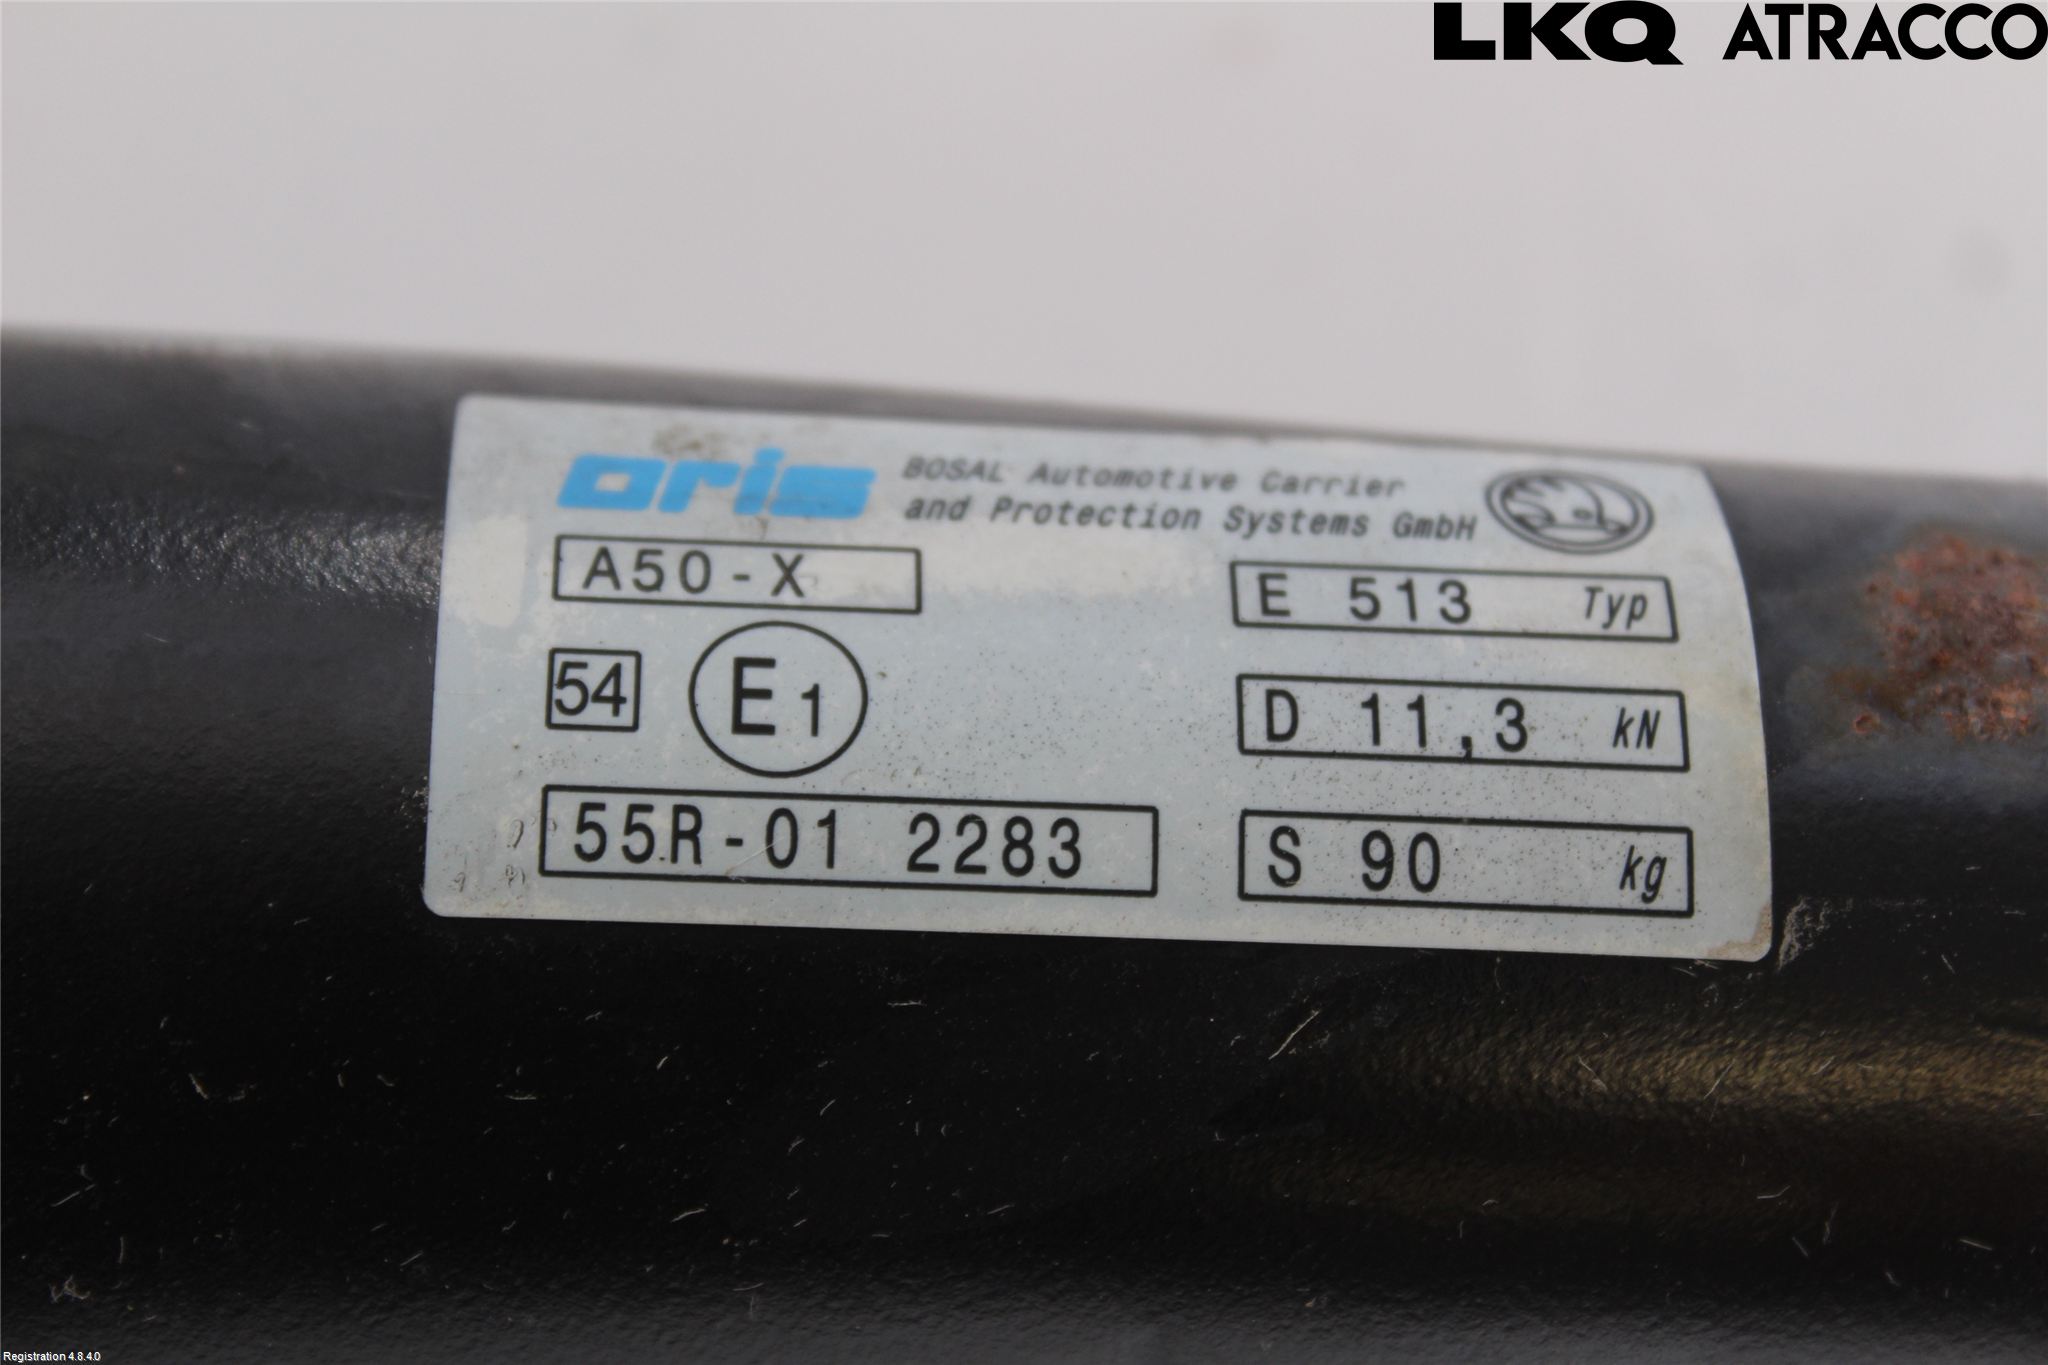 LKQ ATRACCO
oris BOSAL Automotive Carrier
and Protection Systems GmbH
A50-X
E 513 Typ
54 E1
D 11,3 kN
55R-01 2283
S 90 kg
Registration 4.8.4.0